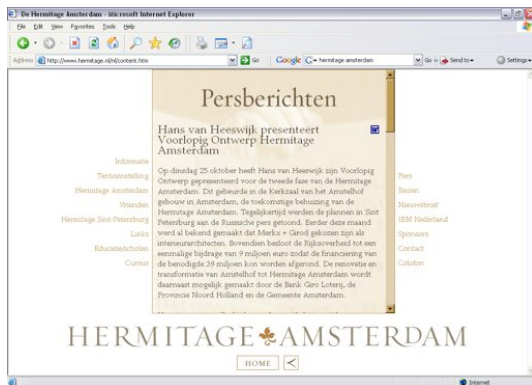 De Hermitage Amsterdam - Microsoft Internet Explorer
File Edit View Favorites Tools Help
Address http://www.hermitage.nl/nl/content.htm Go Google hermitage amsterdam Go Send to Settings
Persberichten
Hans van Heeswijk presenteert
Voorlopig Ontwerp Hermitage
Amsterdam
Op dinsdag 25 oktober heeft Hans van Heeswijk zijn Voorlopig
Ontwerp gepresenteerd voor de tweede fase van de Hermitage
Amsterdam. Dit gebeurde in de Kerkzaal van het Amstelhof
gebouw in Amsterdam, de toekomstige behuizing van de
Hermitage Amsterdam. Tegelijkertijd werden de plannen in Sint
Petersburg aan de Russische pers getoond. Eerder deze maand
werd al bekend gemaakt dat Merkx + Girod gekozen zijn als
interieurarchitecten. Bovendien besloot de Rijksoverheid tot een
eenmalige bijdrage van 9 miljoen euro zodat de financiering van
de benodigde 39 miljoen kon worden afgerond. De renovatie en
transformatie van Amstelhof tot Hermitage Amsterdam wordt
daarnaast mogelijk gemaakt door de Bank Giro Loterij, de
Provincie Noord Holland en de Gemeente Amsterdam.
Informatie
Tentoonstelling
Hermitage Amsterdam
Vrienden
Hermitage Sint-Petersburg
Links
Educatie/scholen
Cursus
Pers
Reizen
Nieuwsbrief
IBM Nederland
Sponsors
Contact
Colofon
HERMITAGE AMSTERDAM
HOME
Internet